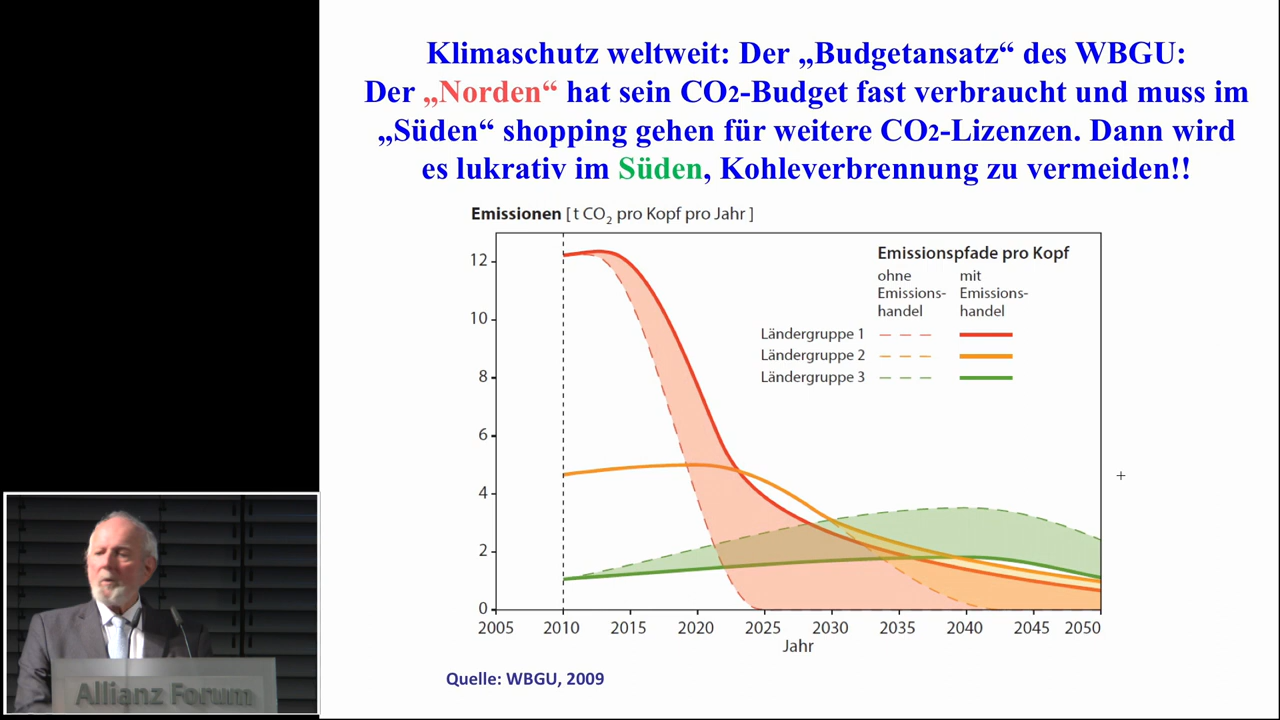 Klimaschutz weltweit: Der „Budgetansatz“ des WBGU:
Der „Norden“ hat sein CO2-Budget fast verbraucht und muss im
„Süden“ shopping gehen für weitere CO2-Lizenzen. Dann wird
es lukrativ im Süden, Kohleverbrennung zu vermeiden!!
Emissionen [ t CO₂ pro Kopf pro Jahr ]
Emissionspfade pro Kopf
ohne Emissions-handel
mit Emissions-handel
Ländergruppe 1
Ländergruppe 2
Ländergruppe 3
12
10
8
6
4
2
0
2005 2010 2015 2020 2025 2030 2035 2040 2045 2050
Jahr
Quelle: WBGU, 2009
Allianz Forum